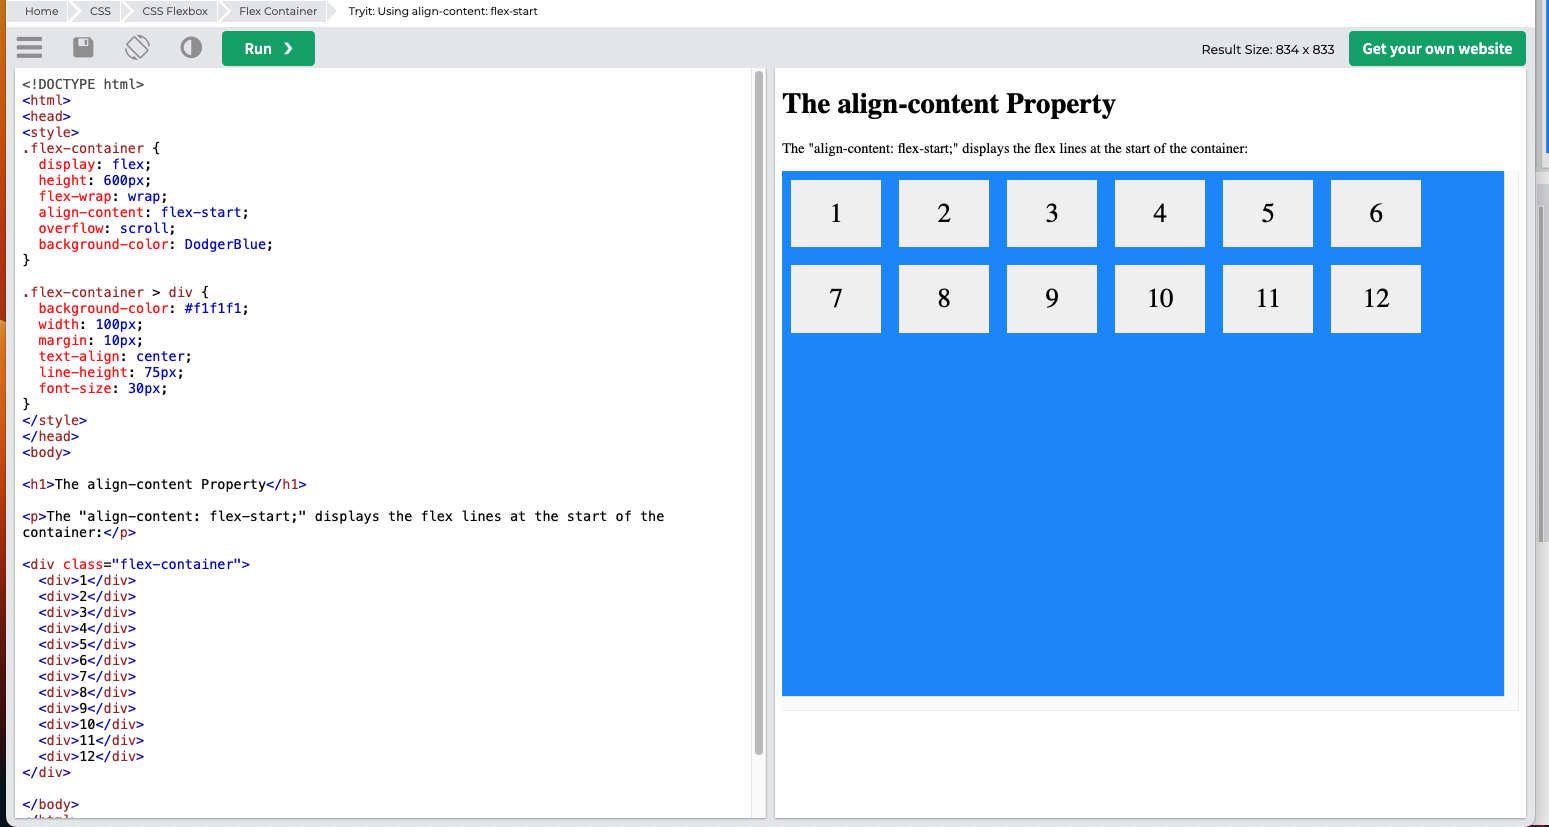 Home CSS CSS Flexbox Flex Container Tryit: Using align-content: flex-start
Run ❯
Result Size: 834 x 833
Get your own website
<!DOCTYPE html>
<html>
<head>
<style>
.flex-container {
  display: flex;
  height: 600px;
  flex-wrap: wrap;
  align-content: flex-start;
  overflow: scroll;
  background-color: DodgerBlue;
}

.flex-container > div {
  background-color: #f1f1f1;
  width: 100px;
  margin: 10px;
  text-align: center;
  line-height: 75px;
  font-size: 30px;
}
</style>
</head>
<body>

<h1>The align-content Property</h1>

<p>The "align-content: flex-start;" displays the flex lines at the start of the
container:</p>

<div class="flex-container">
  <div>1</div>
  <div>2</div>
  <div>3</div>
  <div>4</div>
  <div>5</div>
  <div>6</div>
  <div>7</div>
  <div>8</div>
  <div>9</div>
  <div>10</div>
  <div>11</div>
  <div>12</div>
</div>

</body>
The align-content Property
The "align-content: flex-start;" displays the flex lines at the start of the container:
1 2 3 4 5 6
7 8 9 10 11 12